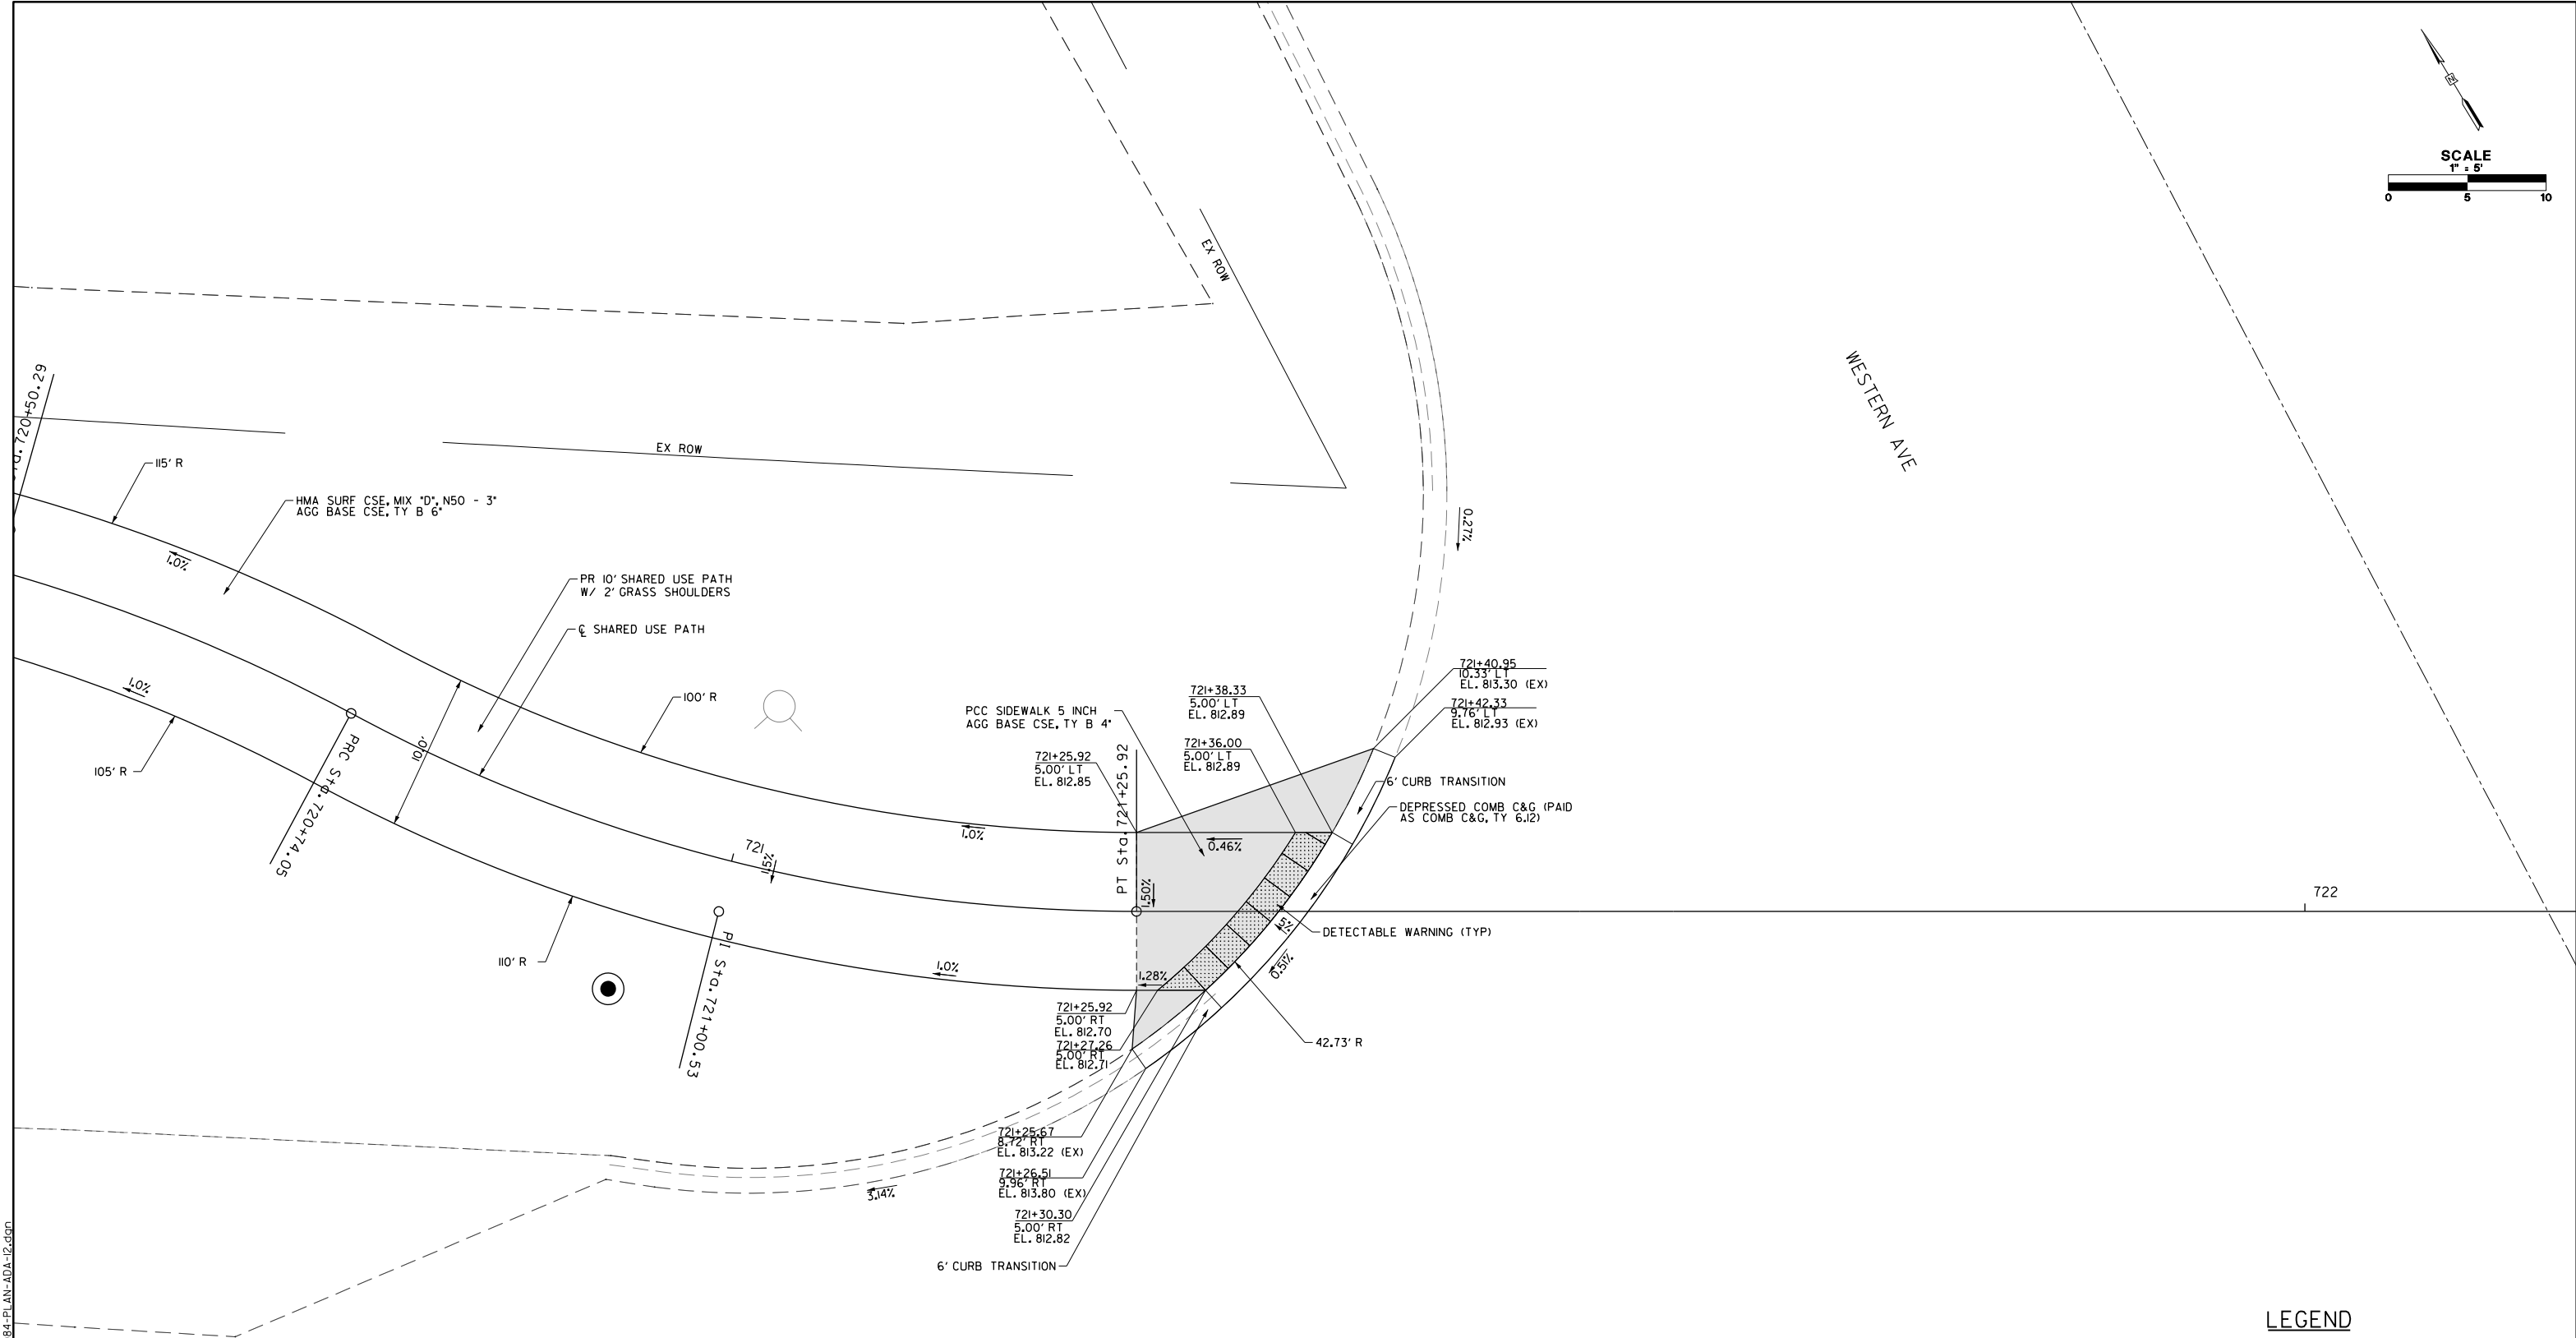 SCALE
1" = 5'
0 5 10
EX ROW
WESTERN AVE
720+50.29
EX ROW
115' R
HMA SURF CSE, MIX "D", N50 - 3"
AGG BASE CSE, TY B 6"
0.27%
1.0%
PR 10' SHARED USE PATH
W/ 2' GRASS SHOULDERS
℄ SHARED USE PATH
1.0%
100' R
10.0'
PRC Sta. 720+74.05
105' R
PCC SIDEWALK 5 INCH
AGG BASE CSE, TY B 4"
721+38.33
5.00' LT
EL. 812.89
721+40.95
10.33' LT
EL. 813.30 (EX)
721+42.33
9.76' LT
EL. 812.93 (EX)
721+36.00
5.00' LT
EL. 812.89
721+25.92
5.00' LT
EL. 812.85
PT Sta. 721+25.92
6' CURB TRANSITION
DEPRESSED COMB C&G (PAID
AS COMB C&G, TY 6.12)
1.0%
0.46%
721
1.5%
1.50%
722
DETECTABLE WARNING (TYP)
5%
0.51%
110' R
PI Sta. 721+00.53
1.0%
1.28%
721+25.92
5.00' RT
EL. 812.70
721+27.26
5.00' RT
EL. 812.71
42.73' R
721+25.67
8.72' RT
EL. 813.22 (EX)
721+26.51
9.96' RT
EL. 813.80 (EX)
3.14%
721+30.30
5.00' RT
EL. 812.82
6' CURB TRANSITION
84-PLAN-ADA-12.dgn
LEGEND